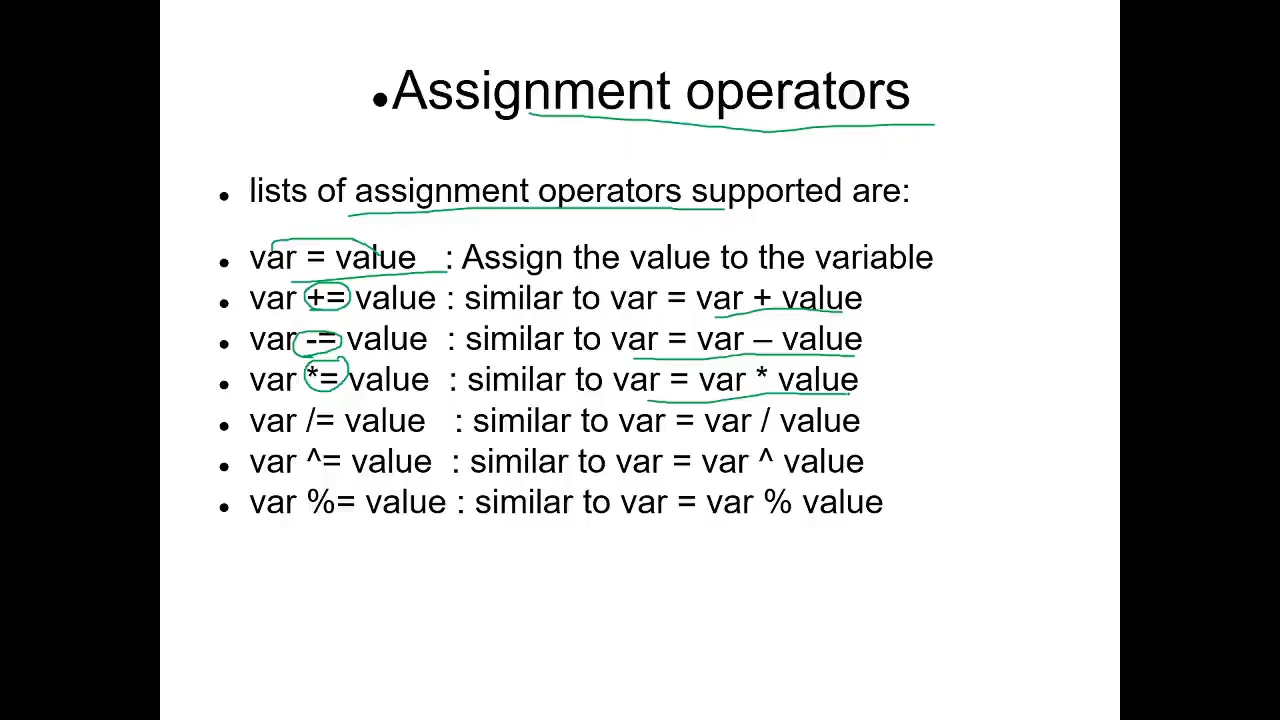 •Assignment operators
• lists of assignment operators supported are:
• var = value : Assign the value to the variable
• var += value : similar to var = var + value
• var -= value : similar to var = var – value
• var *= value : similar to var = var * value
• var /= value : similar to var = var / value
• var ^= value : similar to var = var ^ value
• var %= value : similar to var = var % value